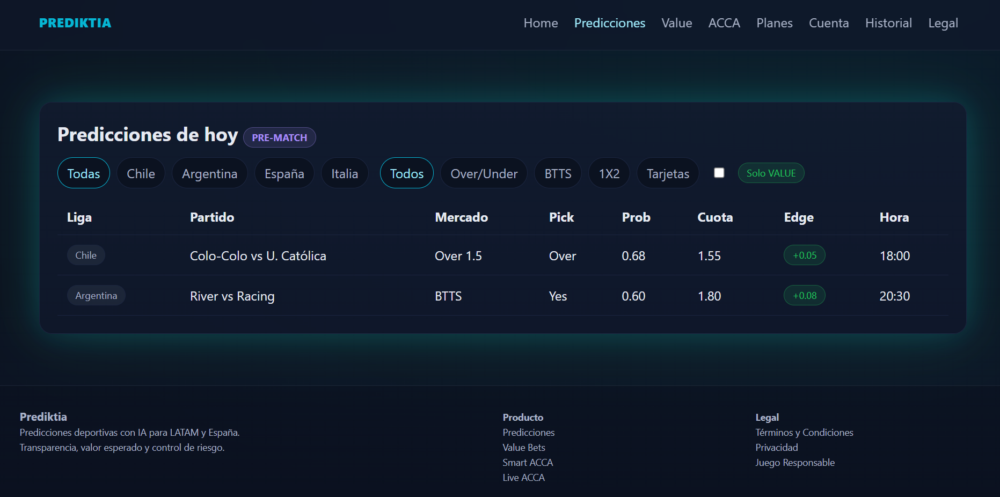 PREDIKTIA
Home Predicciones Value ACCA Planes Cuenta Historial Legal
Predicciones de hoy PRE-MATCH
Todas Chile Argentina España Italia Todos Over/Under BTTS 1X2 Tarjetas Solo VALUE
Liga Partido Mercado Pick Prob Cuota Edge Hora
Chile Colo-Colo vs U. Católica Over 1.5 Over 0.68 1.55 +0.05 18:00
Argentina River vs Racing BTTS Yes 0.60 1.80 +0.08 20:30
Prediktia
Predicciones deportivas con IA para LATAM y España.
Transparencia, valor esperado y control de riesgo.
Producto
Predicciones
Value Bets
Smart ACCA
Live ACCA
Legal
Términos y Condiciones
Privacidad
Juego Responsable